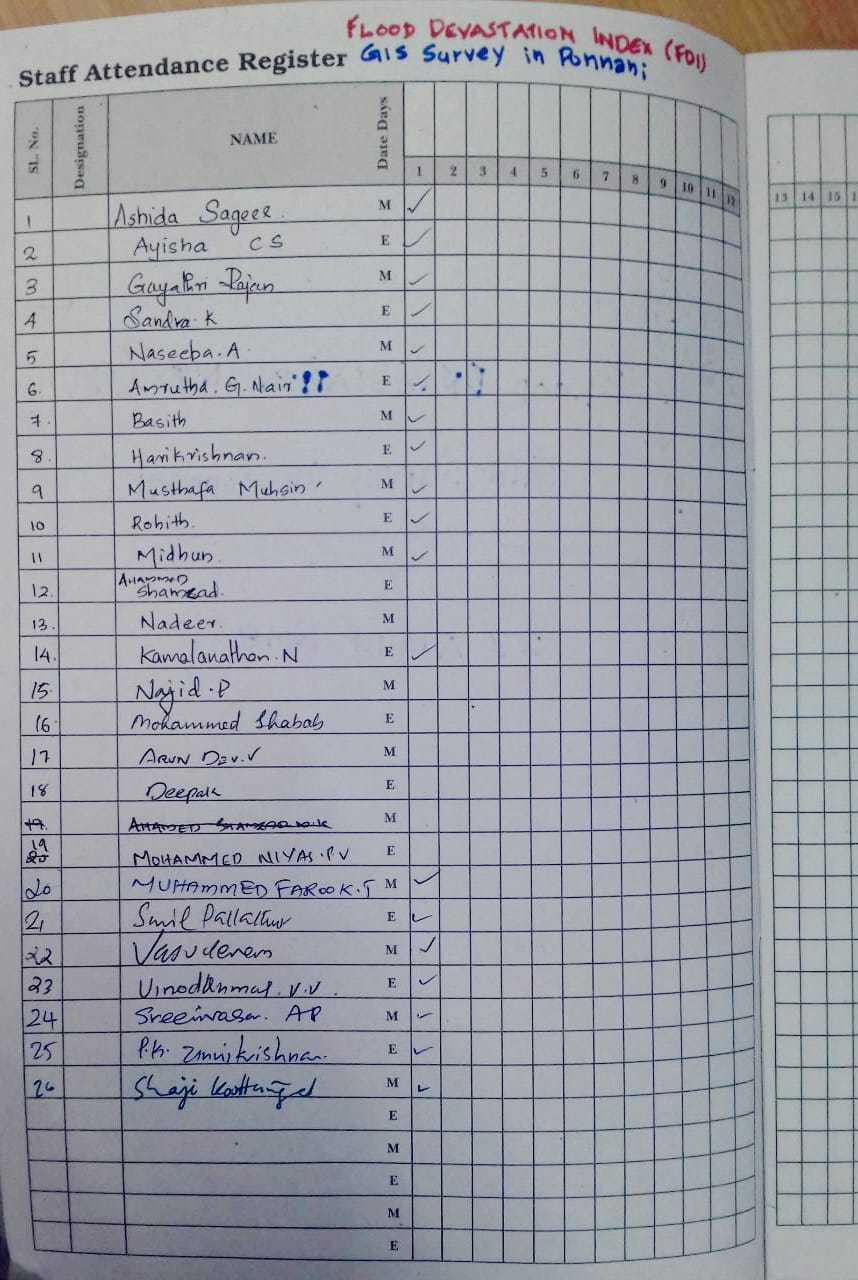 FLOOD DEVASTATION INDEX (FDI)
Staff Attendance Register GIS Survey in Ponnani
SL. No. Designation NAME Date Days 1 2 3 4 5 6 7 8 9 10 11 12 13 14 15 1
1 Ashida Sageer. M ✓
2 Ayisha C S E ✓
3 Gayathri Rajan M ✓
4 Sandra. K E ✓
5 Naseeba. A M ✓
6. Amrutha. G. Nair E ✓
7. Basith M ✓
8. Harikrishnan. E ✓
9 Musthafa Muhsin M ✓
10 Rohith. E ✓
11 Midhun M ✓
12. AHAMMED Shamzad. E
13. Nadeer. M
14. Kamalanathan. N E ✓
15. Najid. P M
16. Mohammed Shabab E
17 ARUN DEV. V M
18 Deepak E
19. AHAMED SHAMZAD M
19 20 MOHAMMED NIYAS. P V E
20 MUHAMMED FAROOK. T M ✓
21 E ✓
22 Vasudevan M ✓
23 V.V. E ✓
24 Sreenivasan. AP M ✓
25 P.K. Unnikrishnan. E ✓
26 Shaji M ✓
E
M
E
M
E